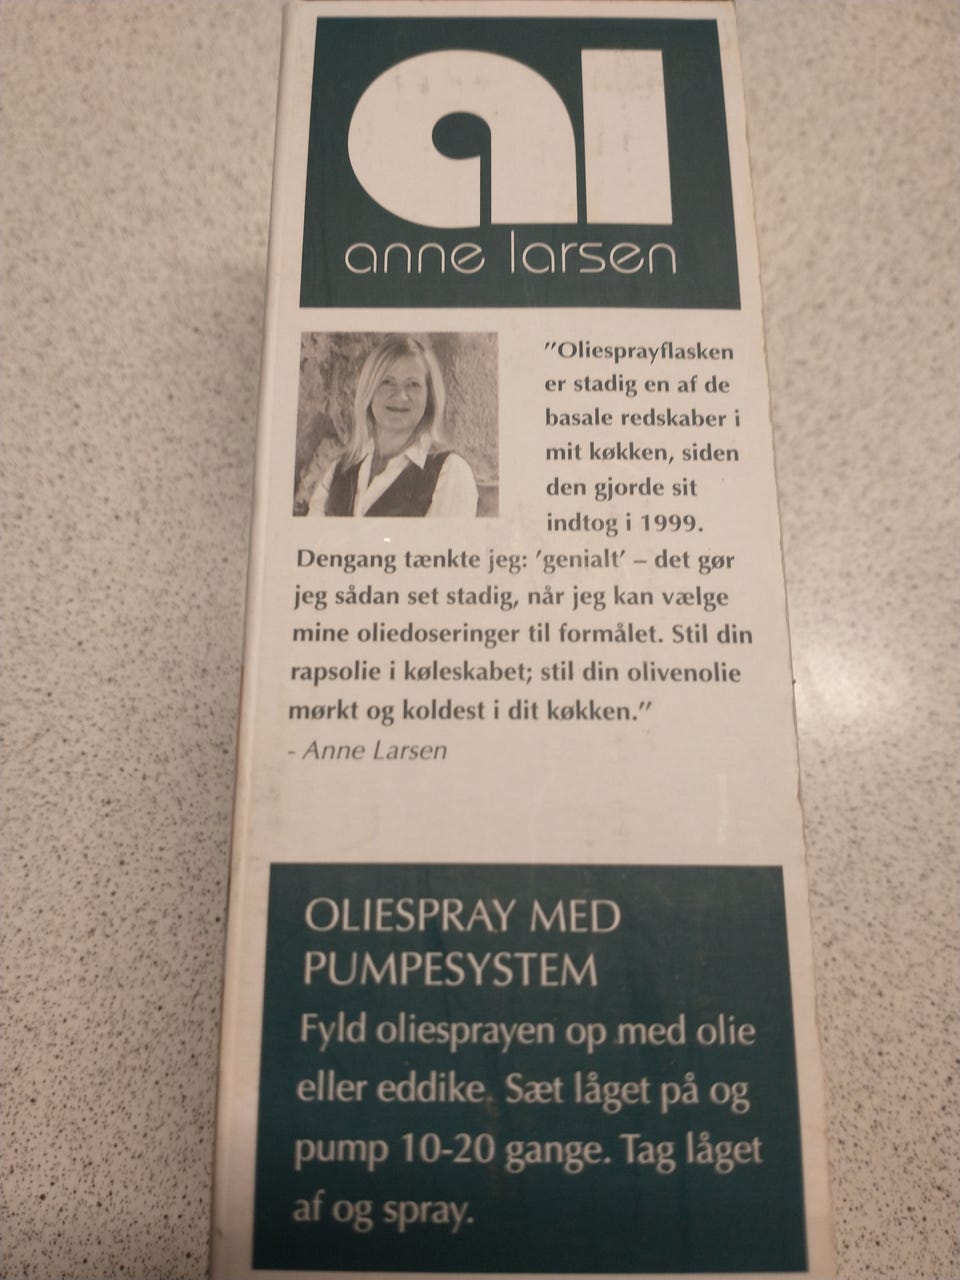 al
anne larsen
"Oliesprayflasken
er stadig en af de
basale redskaber i
mit køkken, siden
den gjorde sit
indtog i 1999.
Dengang tænkte jeg: 'genialt' – det gør
jeg sådan set stadig, når jeg kan vælge
mine oliedoseringer til formålet. Stil din
rapsolie i køleskabet; stil din olivenolie
mørkt og koldest i dit køkken."
- Anne Larsen
OLIESPRAY MED
PUMPESYSTEM
Fyld oliesprayen op med olie
eller eddike. Sæt låget på og
pump 10-20 gange. Tag låget
af og spray.